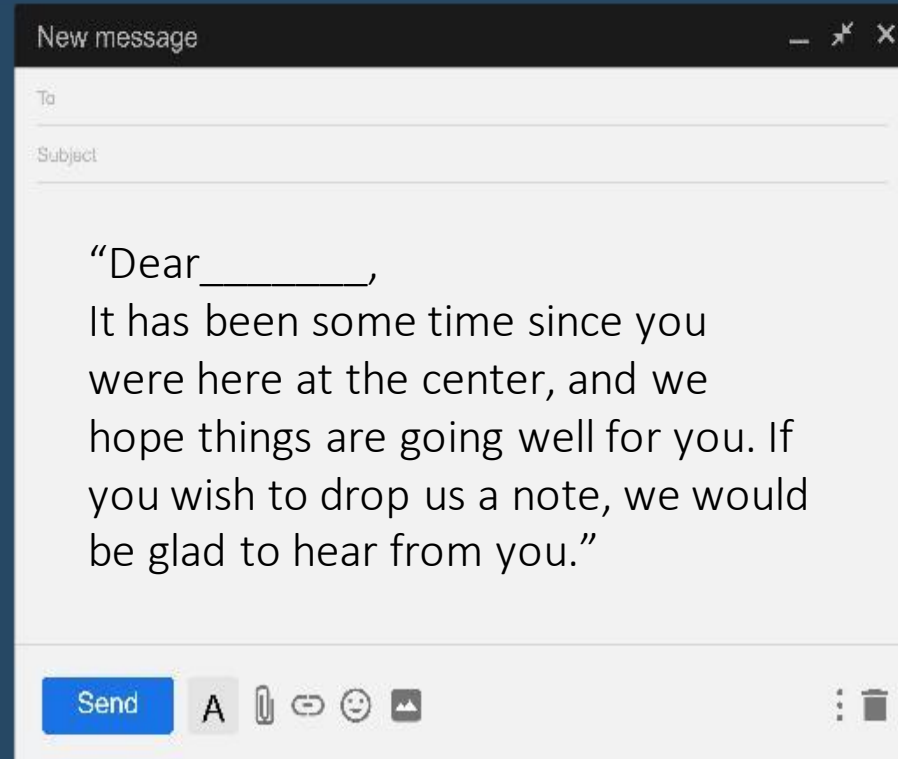 New message
To
Subject
“Dear_______,
It has been some time since you
were here at the center, and we
hope things are going well for you. If
you wish to drop us a note, we would
be glad to hear from you.”
Send A